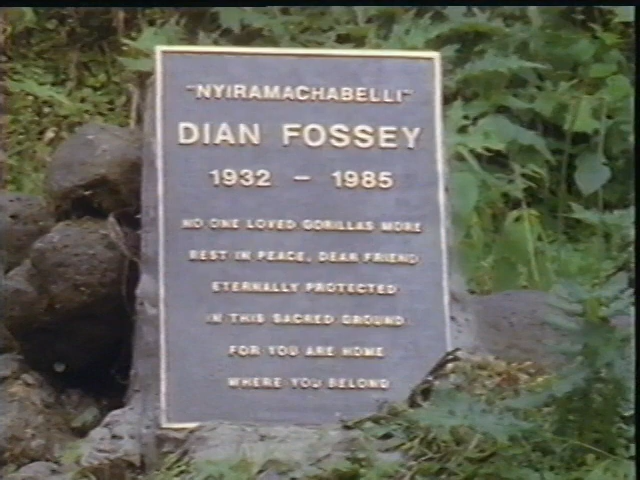 "NYIRAMACHABELLI"
DIAN FOSSEY
1932 - 1985
NO ONE LOVED GORILLAS MORE
REST IN PEACE, DEAR FRIEND
ETERNALLY PROTECTED
IN THIS SACRED GROUND
FOR YOU ARE HOME
WHERE YOU BELONG